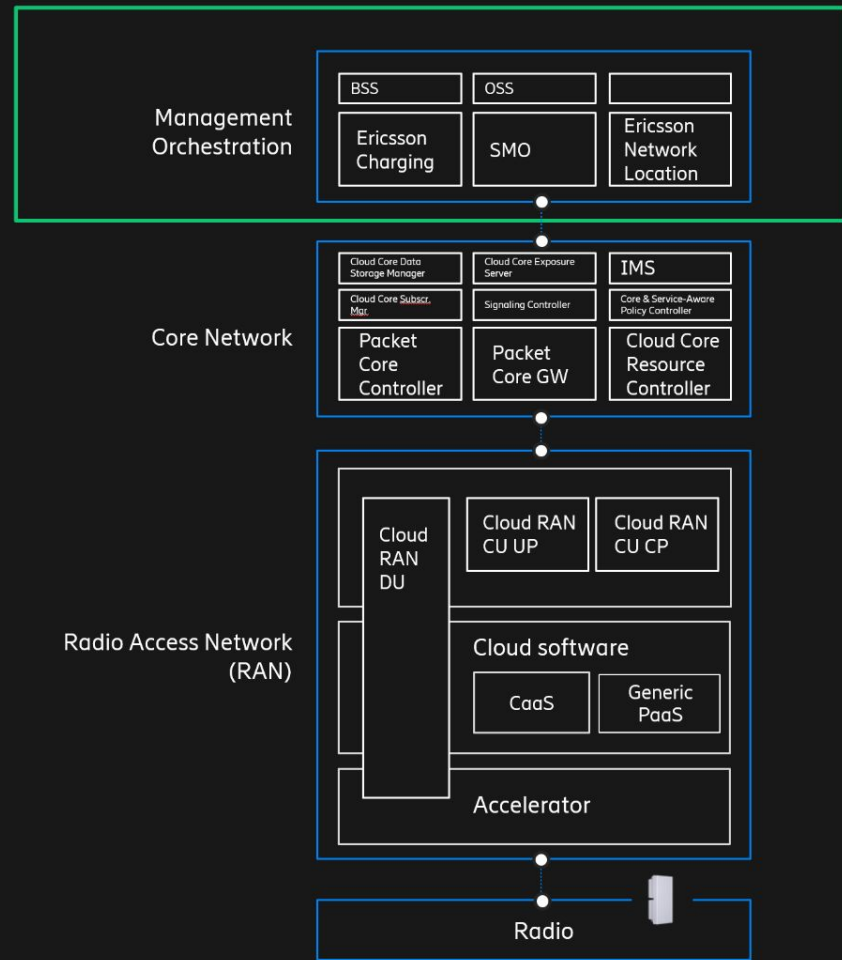 Management
Orchestration
BSS
OSS
Ericsson
Charging
SMO
Ericsson
Network
Location
Core Network
Cloud Core Data
Storage Manager
Cloud Core Exposure
Server
IMS
Cloud Core Subscr.
Mgr.
Signaling Controller
Core & Service-Aware
Policy Controller
Packet
Core
Controller
Packet
Core GW
Cloud Core
Resource
Controller
Radio Access Network
(RAN)
Cloud
RAN
DU
Cloud RAN
CU UP
Cloud RAN
CU CP
Cloud software
CaaS
Generic
PaaS
Accelerator
Radio